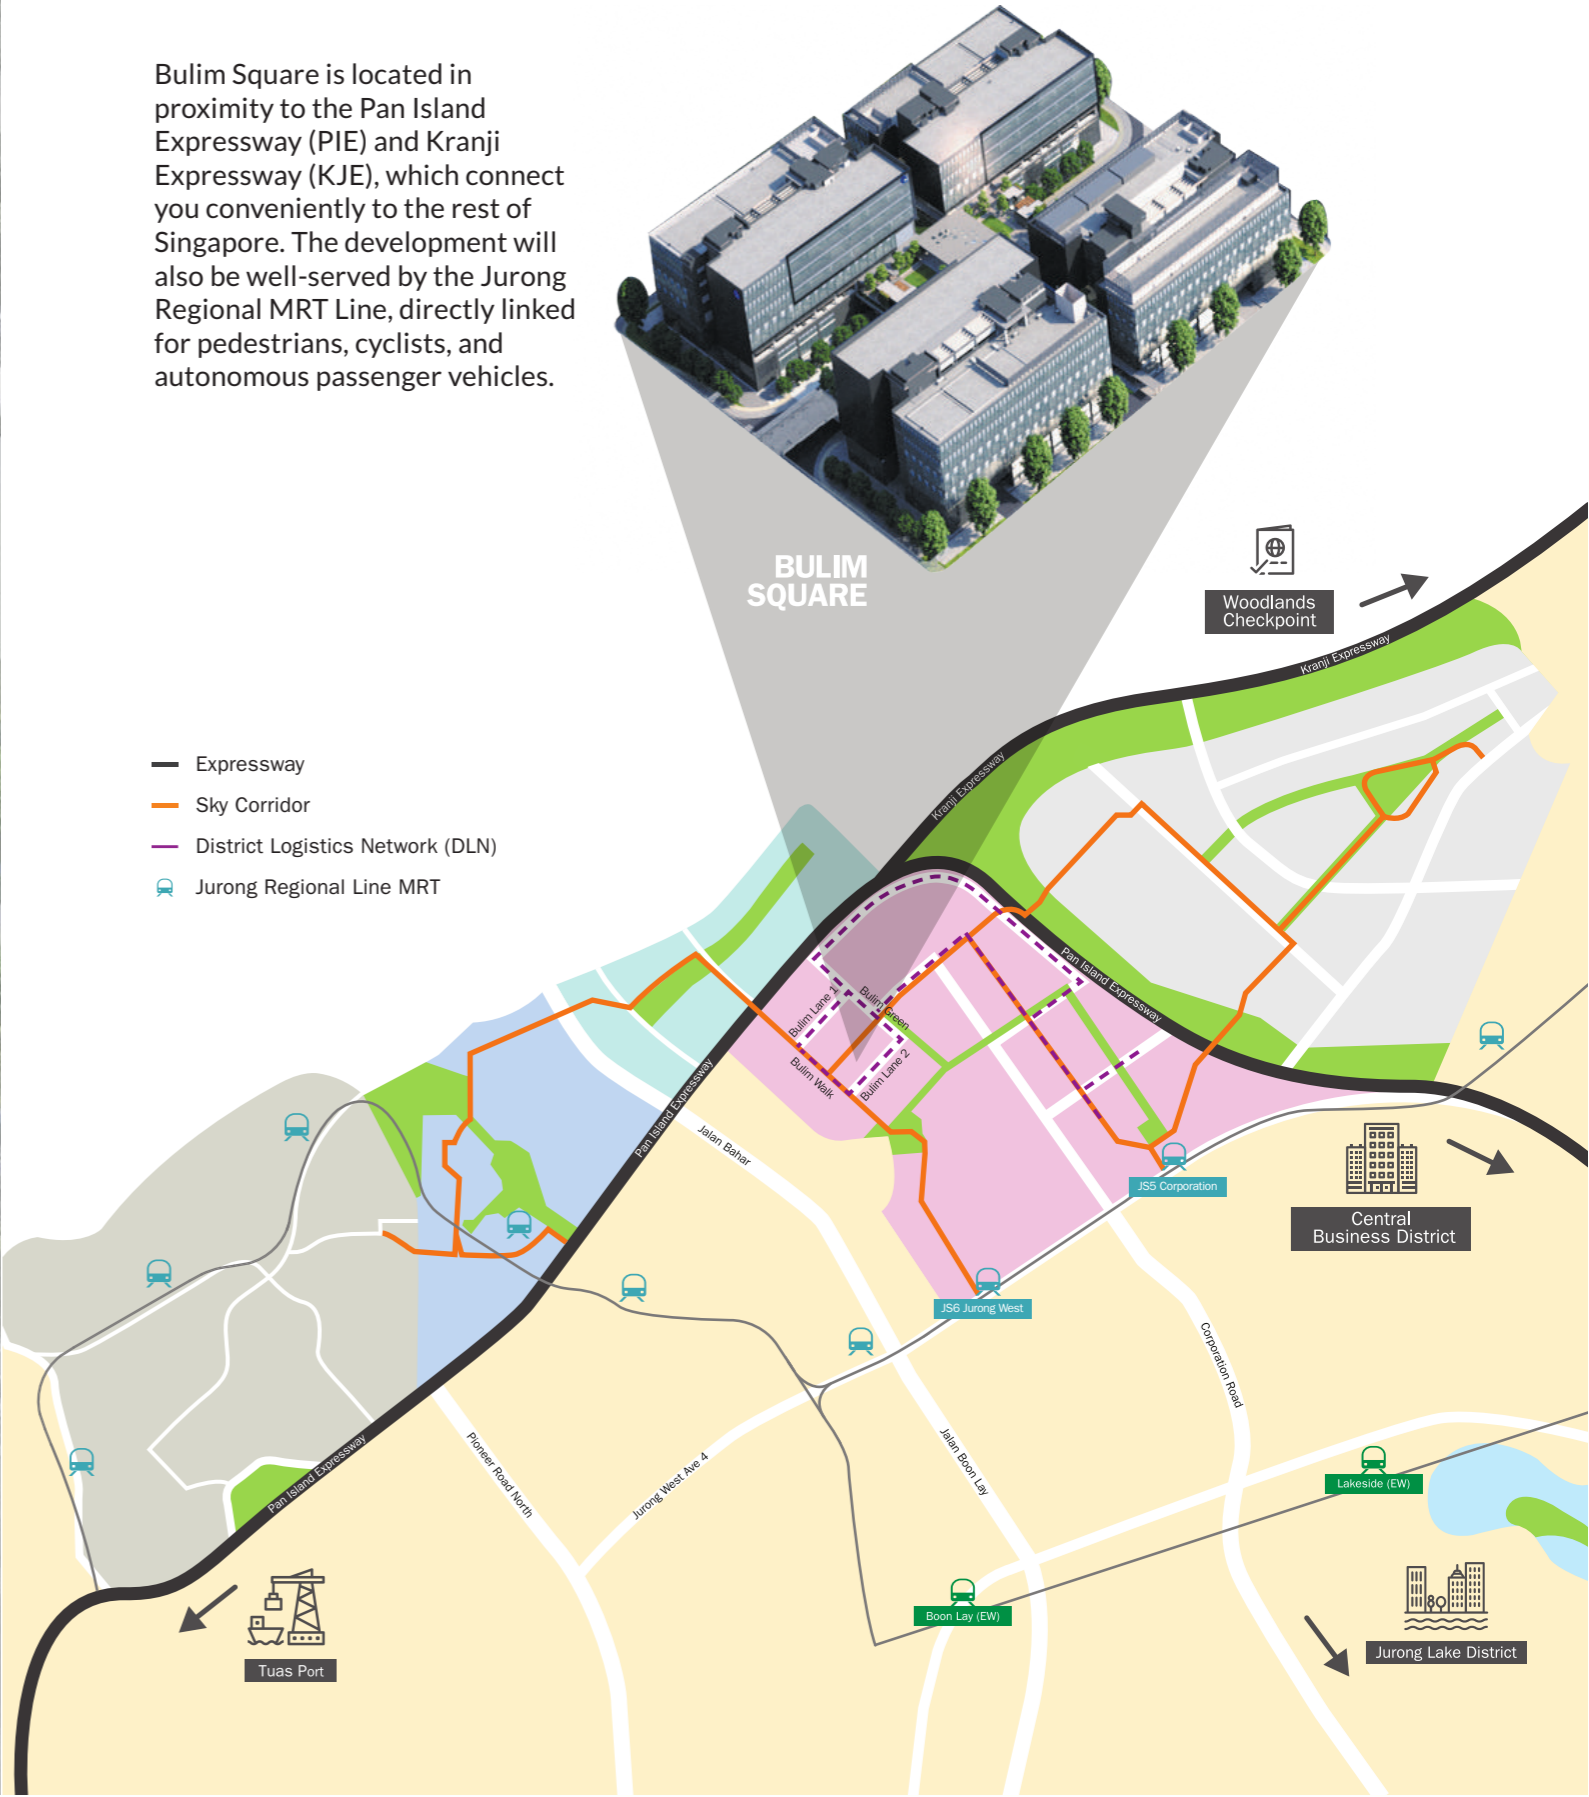 Bulim Square is located in
proximity to the Pan Island
Expressway (PIE) and Kranji
Expressway (KJE), which connect
you conveniently to the rest of
Singapore. The development will
also be well-served by the Jurong
Regional MRT Line, directly linked
for pedestrians, cyclists, and
autonomous passenger vehicles.
BULIM
SQUARE
Woodlands
Checkpoint
Kranji Expressway
Expressway
Sky Corridor
District Logistics Network (DLN)
Jurong Regional Line MRT
Kranji Expressway
Pan Island Expressway
Bulim Lane 1
Bulim Green
Bulim Walk
Bulim Lane 2
Pan Island Expressway
Jalan Bahar
JS5 Corporation
Central
Business District
JS6 Jurong West
Corporation Road
Pioneer Road North
Jurong West Ave 4
Jalan Boon Lay
Pan Island Expressway
Lakeside (EW)
Boon Lay (EW)
Jurong Lake District
Tuas Port